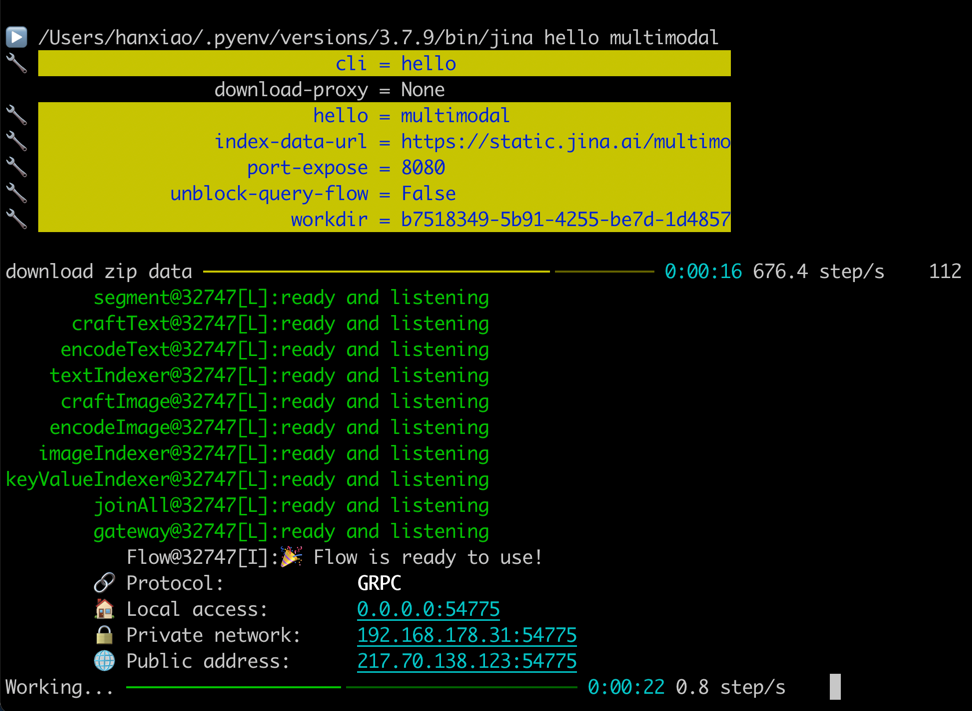 /Users/hanxiao/.pyenv/versions/3.7.9/bin/jina hello multimodal
cli = hello
download-proxy = None
hello = multimodal
index-data-url = https://static.jina.ai/multimo
port-expose = 8080
unblock-query-flow = False
workdir = b7518349-5b91-4255-be7d-1d4857
download zip data 0:00:16 676.4 step/s 112
segment@32747[L]:ready and listening
craftText@32747[L]:ready and listening
encodeText@32747[L]:ready and listening
textIndexer@32747[L]:ready and listening
craftImage@32747[L]:ready and listening
encodeImage@32747[L]:ready and listening
imageIndexer@32747[L]:ready and listening
keyValueIndexer@32747[L]:ready and listening
joinAll@32747[L]:ready and listening
gateway@32747[L]:ready and listening
Flow@32747[I]:🎉 Flow is ready to use!
🔗 Protocol: GRPC
🏠 Local access: 0.0.0.0:54775
🔒 Private network: 192.168.178.31:54775
🌐 Public address: 217.70.138.123:54775
Working... 0:00:22 0.8 step/s